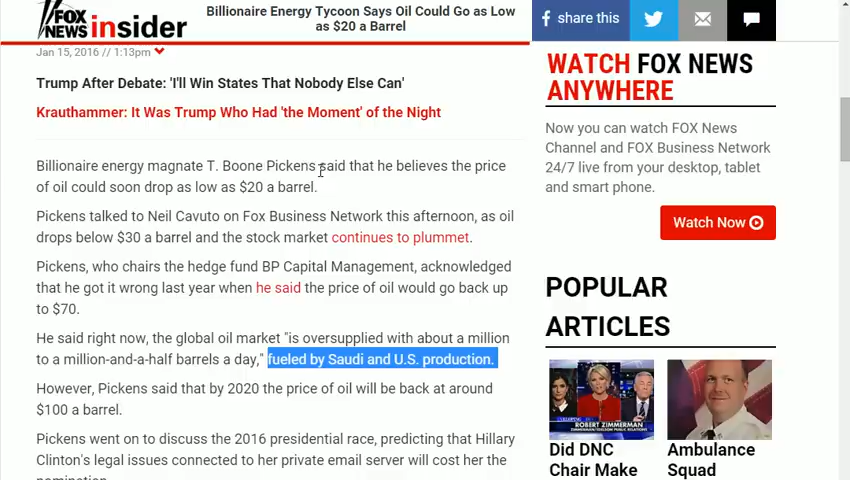 FOX
NEWS
insider
Billionaire Energy Tycoon Says Oil Could Go as Low
as $20 a Barrel
share this
Jan 15, 2016 // 1:13pm
Trump After Debate: 'I'll Win States That Nobody Else Can'
Krauthammer: It Was Trump Who Had 'the Moment' of the Night
Billionaire energy magnate T. Boone Pickens said that he believes the price
of oil could soon drop as low as $20 a barrel.
Pickens talked to Neil Cavuto on Fox Business Network this afternoon, as oil
drops below $30 a barrel and the stock market continues to plummet.
Pickens, who chairs the hedge fund BP Capital Management, acknowledged
that he got it wrong last year when he said the price of oil would go back up
to $70.
He said right now, the global oil market "is oversupplied with about a million
to a million-and-a-half barrels a day," fueled by Saudi and U.S. production.
However, Pickens said that by 2020 the price of oil will be back at around
$100 a barrel.
Pickens went on to discuss the 2016 presidential race, predicting that Hillary
Clinton's legal issues connected to her private email server will cost her the
nomination.
WATCH FOX NEWS
ANYWHERE
Now you can watch FOX News
Channel and FOX Business Network
24/7 live from your desktop, tablet
and smart phone.
Watch Now
POPULAR
ARTICLES
ROBERT ZIMMERMAN
Did DNC
Chair Make
Ambulance
Squad